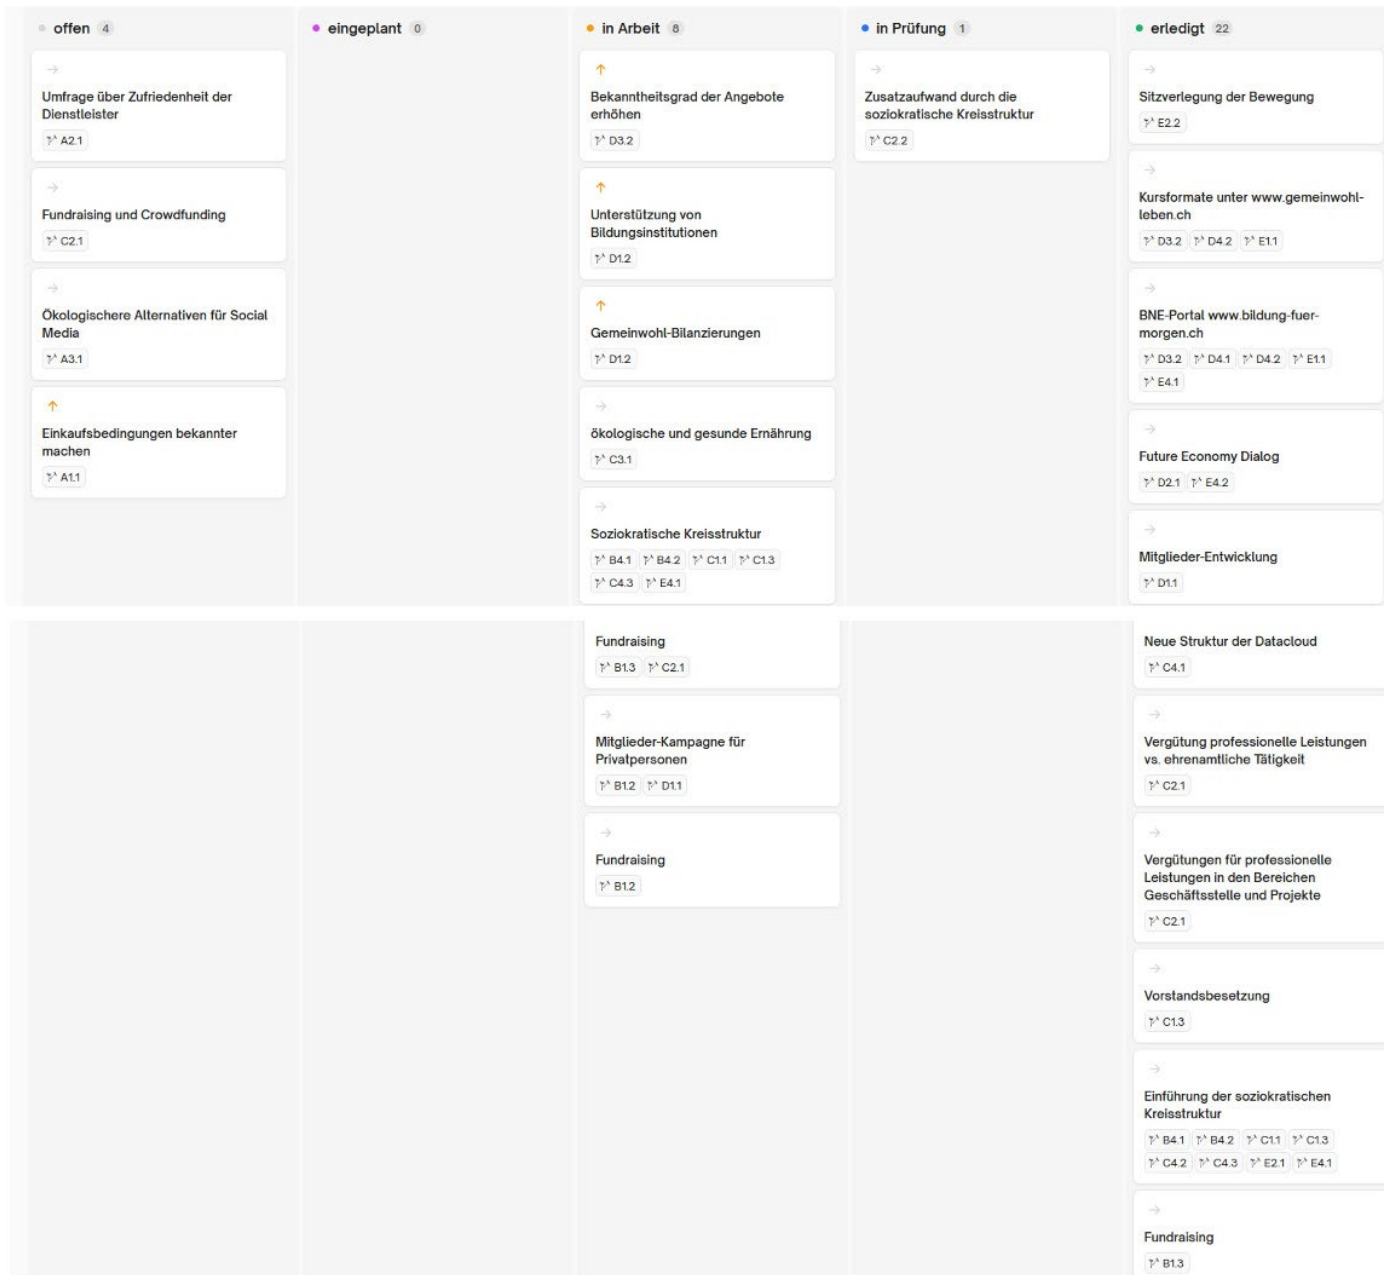 offen 4
Umfrage über Zufriedenheit der
Dienstleister
A2.1
Fundraising und Crowdfunding
C2.1
Ökologischere Alternativen für Social
Media
A3.1
Einkaufsbedingungen bekannter
machen
A1.1
eingeplant 0
in Arbeit 8
Bekanntheitsgrad der Angebote
erhöhen
D3.2
Unterstützung von
Bildungsinstitutionen
D1.2
Gemeinwohl-Bilanzierungen
D1.2
ökologische und gesunde Ernährung
C3.1
Soziokratische Kreisstruktur
B4.1 B4.2 C1.1 C1.3
C4.3 E4.1
Fundraising
B1.3 C2.1
Mitglieder-Kampagne für
Privatpersonen
B1.2 D1.1
Fundraising
B1.2
in Prüfung 1
Zusatzaufwand durch die
soziokratische Kreisstruktur
C2.2
erledigt 22
Sitzverlegung der Bewegung
E2.2
Kursformate unter www.gemeinwohl-
leben.ch
D3.2 D4.2 E1.1
BNE-Portal www.bildung-fuer-
morgen.ch
D3.2 D4.1 D4.2 E1.1
E4.1
Future Economy Dialog
D2.1 E4.2
Mitglieder-Entwicklung
D1.1
Neue Struktur der Datacloud
C4.1
Vergütung professionelle Leistungen
vs. ehrenamtliche Tätigkeit
C2.1
Vergütungen für professionelle
Leistungen in den Bereichen
Geschäftsstelle und Projekte
C2.1
Vorstandsbesetzung
C1.3
Einführung der soziokratischen
Kreisstruktur
B4.1 B4.2 C1.1 C1.3
C4.2 C4.3 E2.1 E4.1
Fundraising
B1.3